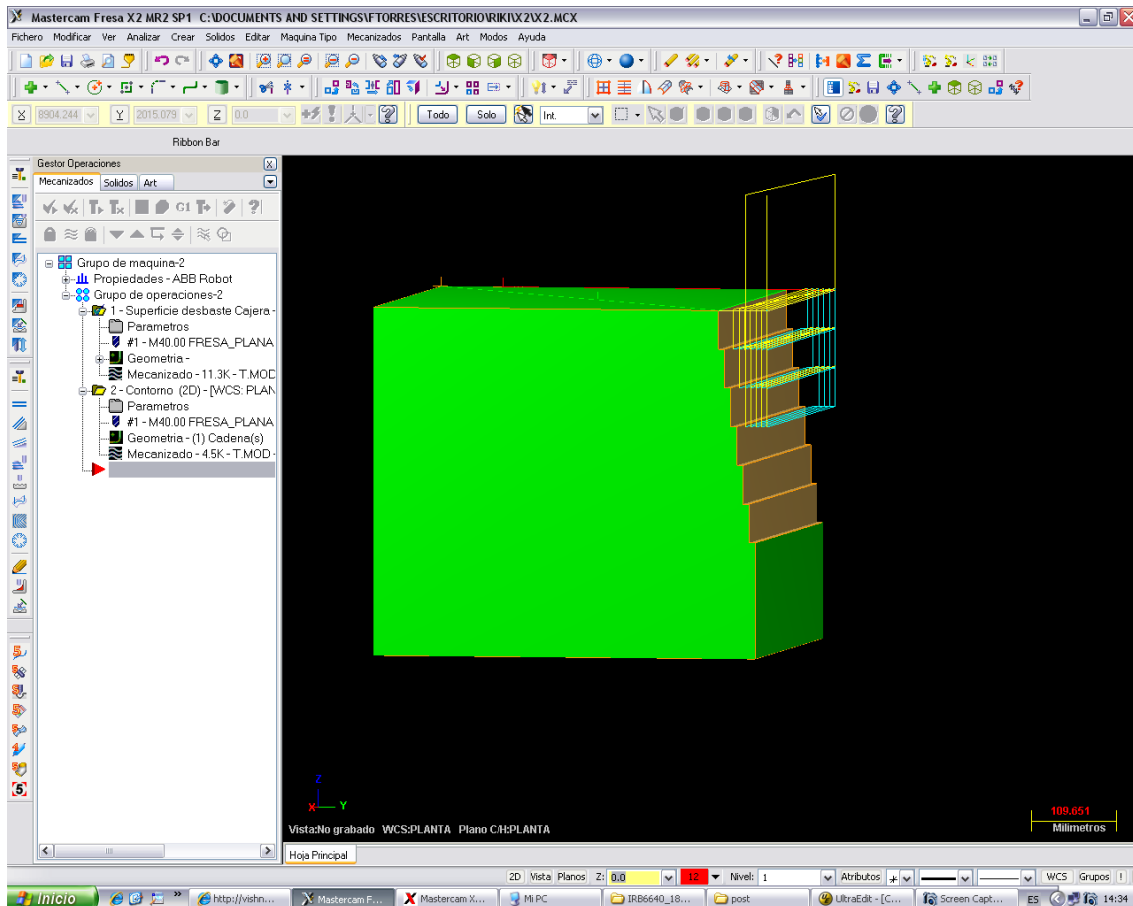 Mastercam Fresa X2 MR2 SP1 C:\DOCUMENTS AND SETTINGS\FTORRES\ESCRITORIO\RIKI\X2\X2.MCX
Fichero Modificar Ver Analizar Crear Solidos Editar Maquina Tipo Mecanizados Pantalla Art Modos Ayuda
X 8904.244 Y 2015.079 Z 0.0 Todo Solo Int.
Ribbon Bar
Gestor Operaciones
Mecanizados Solidos Art
G1
Grupo de maquina-2
Propiedades - ABB Robot
Grupo de operaciones-2
1 - Superficie desbaste Cajera -
Parametros
#1 - M40.00 FRESA_PLANA
Geometria -
Mecanizado - 11.3K - T.MOD
2 - Contorno (2D) - [WCS: PLAN
Parametros
#1 - M40.00 FRESA_PLANA
Geometria - (1) Cadena(s)
Mecanizado - 4.5K - T.MOD -
Z
X Y
109.651
Milimetros
Vista:No grabado WCS:PLANTA Plano C/H:PLANTA
Hoja Principal
2D Vista Planos Z: 0.0 12 Nivel: 1 Atributos WCS Grupos !
Inicio » http://vishn... Mastercam F... Mastercam X... Mi PC IRB6640_18... post UltraEdit - [C... Screen Capt... ES 14:34